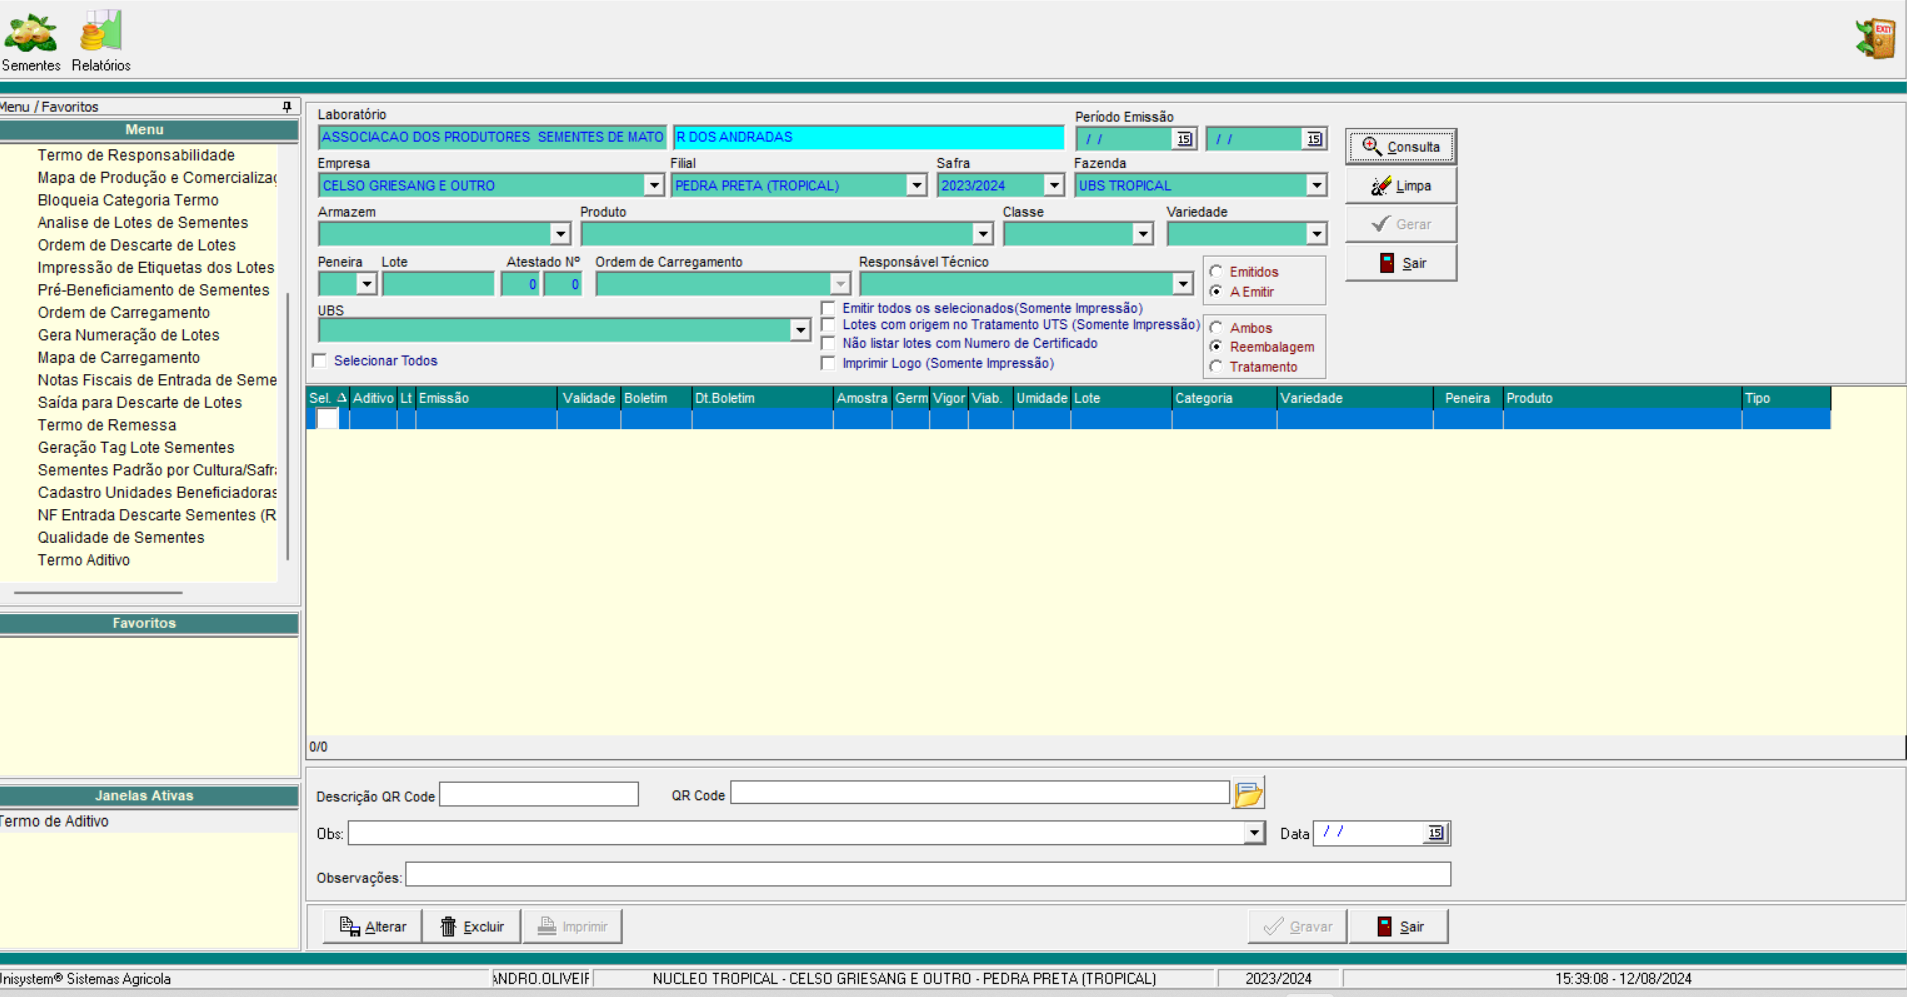 Sementes Relatórios
EXIT
Menu / Favoritos
Menu
Termo de Responsabilidade
Mapa de Produção e Comercializaç
Bloqueia Categoria Termo
Analise de Lotes de Sementes
Ordem de Descarte de Lotes
Impressão de Etiquetas dos Lotes
Pré-Beneficiamento de Sementes
Ordem de Carregamento
Gera Numeração de Lotes
Mapa de Carregamento
Notas Fiscais de Entrada de Seme
Saída para Descarte de Lotes
Termo de Remessa
Geração Tag Lote Sementes
Sementes Padrão por Cultura/Safr
Cadastro Unidades Beneficiadoras
NF Entrada Descarte Sementes (R
Qualidade de Sementes
Termo Aditivo
Favoritos
Janelas Ativas
Termo de Aditivo
Laboratório Período Emissão
ASSOCIACAO DOS PRODUTORES SEMENTES DE MATO R DOS ANDRADAS / / 15 / / 15
Empresa Filial Safra Fazenda
CELSO GRIESANG E OUTRO PEDRA PRETA (TROPICAL) 2023/2024 UBS TROPICAL
Armazem Produto Classe Variedade
Peneira Lote Atestado Nº Ordem de Carregamento Responsável Técnico
0 0
UBS
Selecionar Todos
Emitir todos os selecionados(Somente Impressão)
Lotes com origem no Tratamento UTS (Somente Impressão)
Não listar lotes com Numero de Certificado
Imprimir Logo (Somente Impressão)
Emitidos
A Emitir
Ambos
Reembalagem
Tratamento
Consulta
Limpa
Gerar
Sair
Sel. Aditivo Lt Emissão Validade Boletim Dt.Boletim Amostra Germ Vigor Viab. Umidade Lote Categoria Variedade Peneira Produto Tipo
0/0
Descrição QR Code QR Code
Obs: Data / / 15
Observações:
Alterar Excluir Imprimir Gravar Sair
Unisystem® Sistemas Agricola ANDRO.OLIVEIR NUCLEO TROPICAL - CELSO GRIESANG E OUTRO - PEDRA PRETA (TROPICAL) 2023/2024 15:39:08 - 12/08/2024